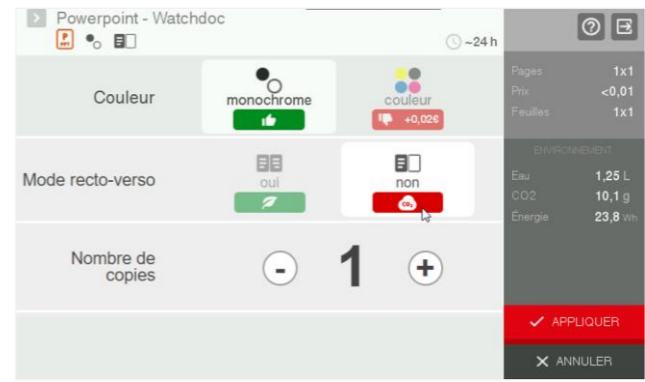 Powerpoint - Watchdoc
~24 h
Couleur
monochrome
couleur
+0,02€
Mode recto-verso
oui
non
CO₂
Nombre de
copies
- 1 +
Pages 1x1
Prix <0,01
Feuilles 1x1
ENVIRONNEMENT
Eau 1,25 L
CO2 10,1 g
Énergie 23,8 Wh
APPLIQUER
ANNULER